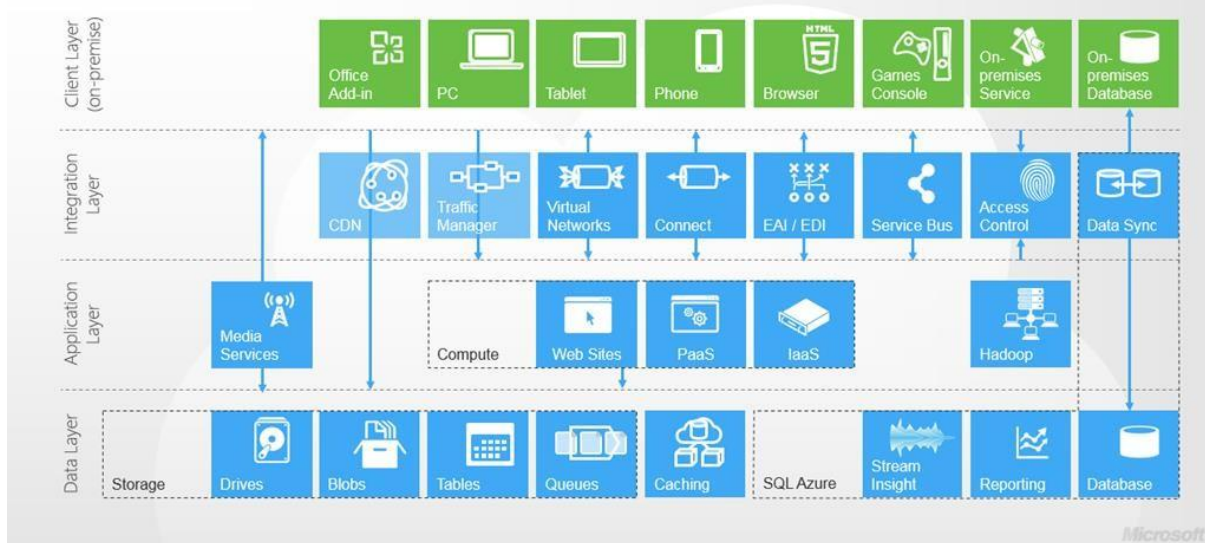 Client Layer
(on-premise)
Office
Add-in
PC
Tablet
Phone
HTML
5
Browser
Games
Console
On-
premises
Service
On-
premises
Database
Integration
Layer
CDN
Traffic
Manager
Virtual
Networks
Connect
EAI / EDI
Service Bus
Access
Control
Data Sync
Application
Layer
Media
Services
Compute
Web Sites
PaaS
IaaS
Hadoop
Data Layer
Storage
Drives
Blobs
Tables
Queues
Caching
SQL Azure
Stream
Insight
Reporting
Database
Microsoft